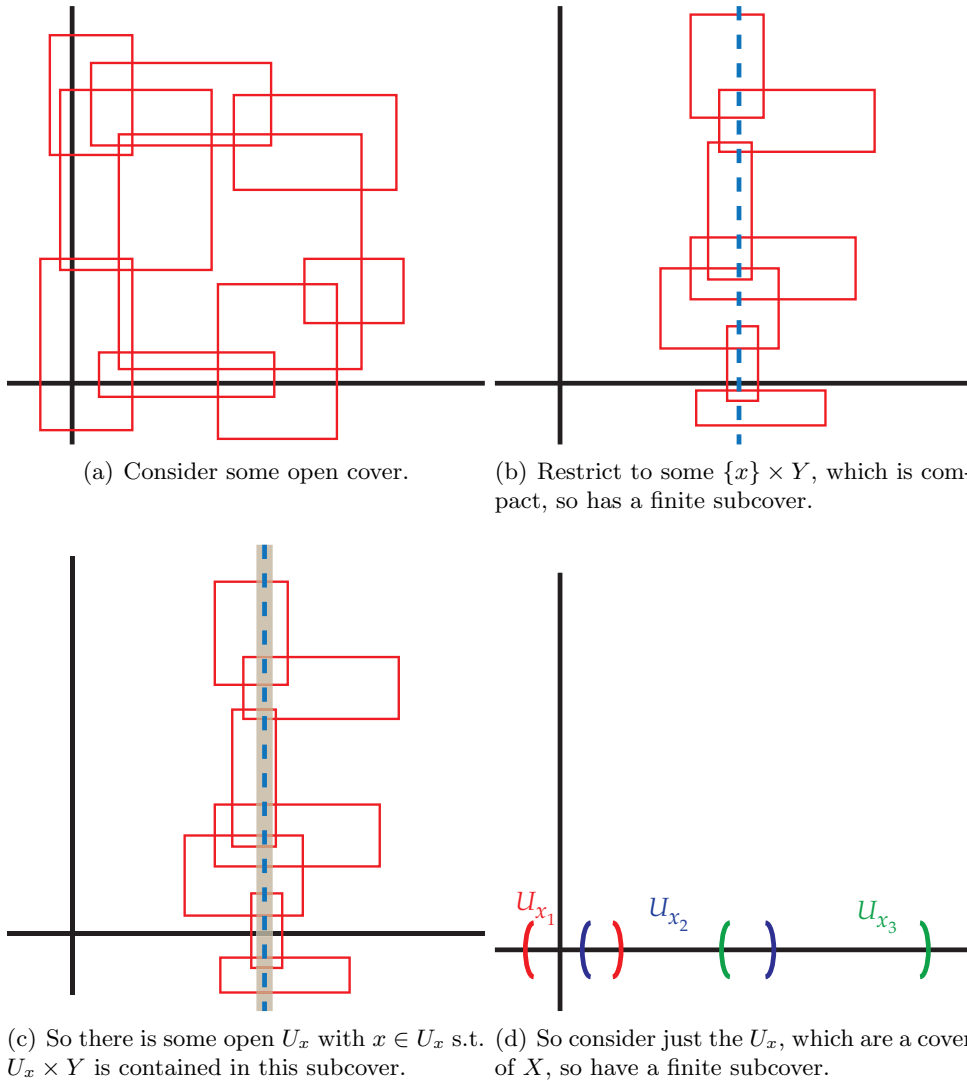 (a) Consider some open cover.
(b) Restrict to some {x} × Y, which is com-
pact, so has a finite subcover.
U_{x_1}
U_{x_2}
U_{x_3}
(c) So there is some open U_x with x ∈ U_x s.t.
U_x × Y is contained in this subcover.
(d) So consider just the U_x, which are a cover
of X, so have a finite subcover.